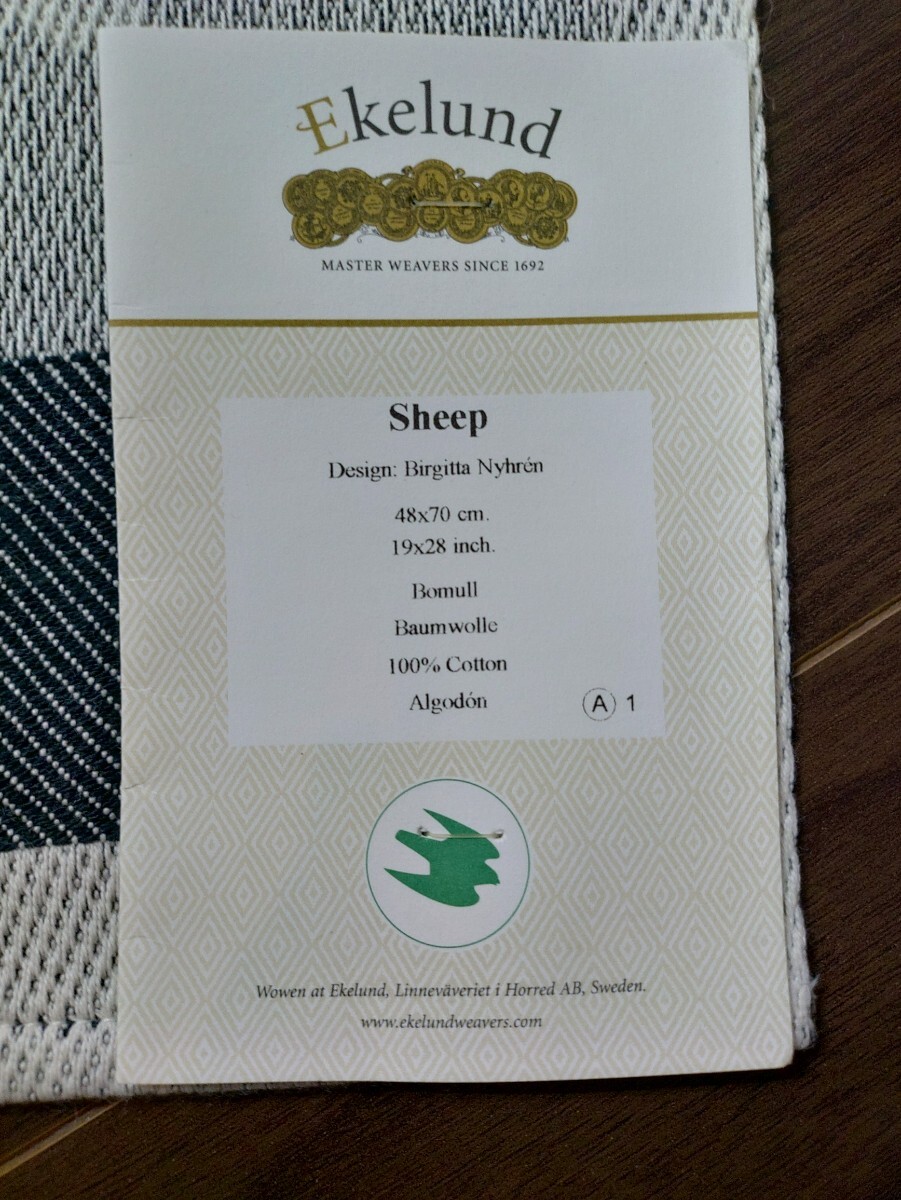 Ekelund
MASTER WEAVERS SINCE 1692
Sheep
Design: Birgitta Nyhrén
48x70 cm.
19x28 inch.
Bomull
Baumwolle
100% Cotton
Algodón
A 1
Wowen at Ekelund, Linneväveriet i Horred AB, Sweden.
www.ekelundweavers.com